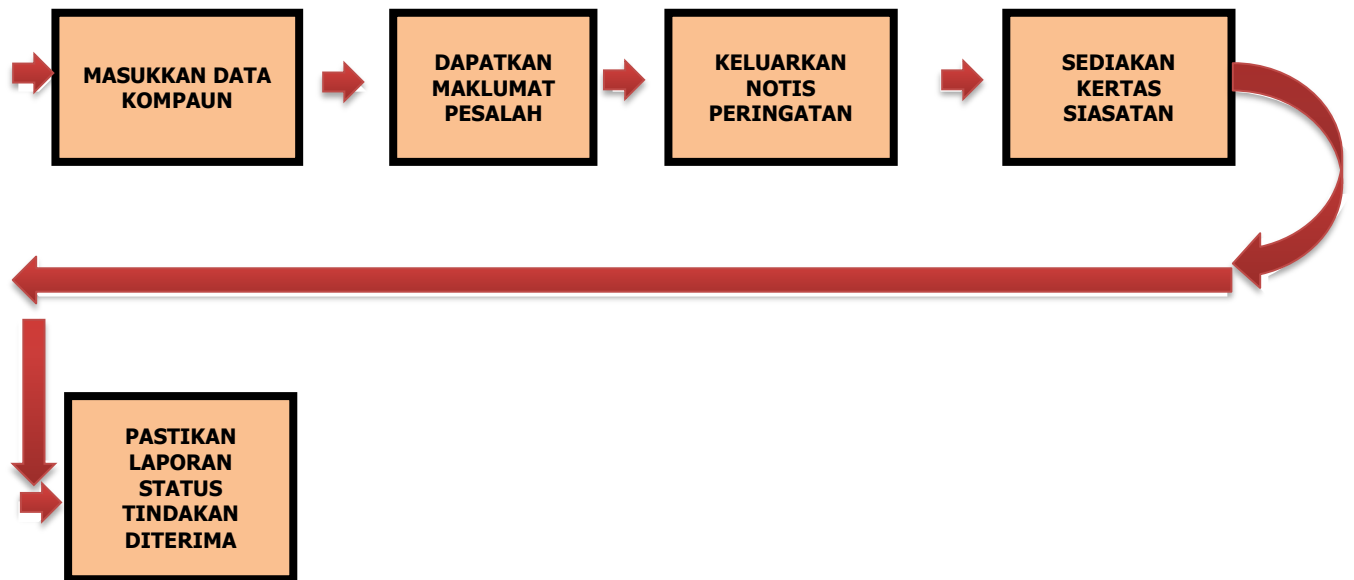 MASUKKAN DATA
KOMPAUN
DAPATKAN
MAKLUMAT
PESALAH
KELUARKAN
NOTIS
PERINGATAN
SEDIAKAN
KERTAS
SIASATAN
PASTIKAN
LAPORAN
STATUS
TINDAKAN
DITERIMA